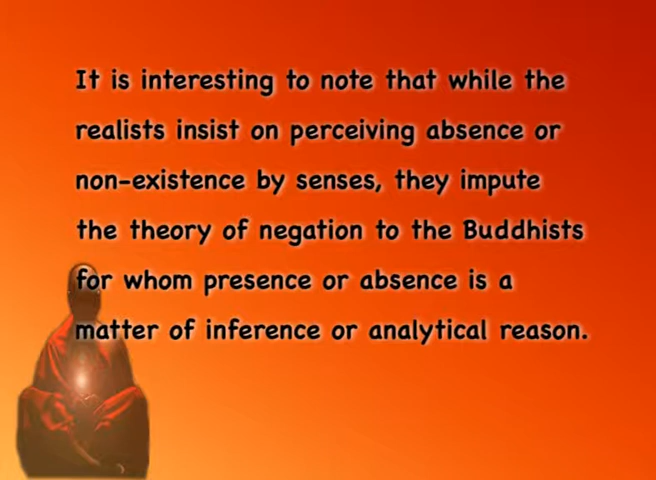 It is interesting to note that while the
realists insist on perceiving absence or
non-existence by senses, they impute
the theory of negation to the Buddhists
for whom presence or absence is a
matter of inference or analytical reason.